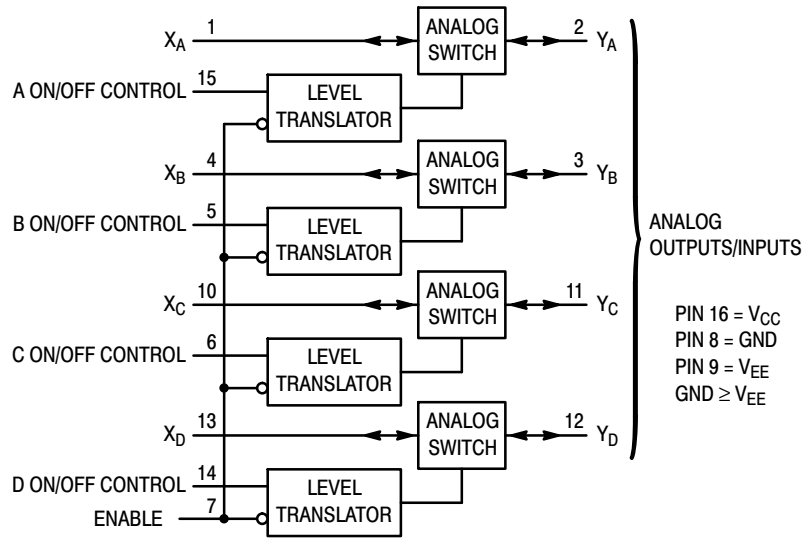 X_A 1 ANALOG SWITCH 2 Y_A
A ON/OFF CONTROL 15 LEVEL TRANSLATOR
X_B 4 ANALOG SWITCH 3 Y_B
B ON/OFF CONTROL 5 LEVEL TRANSLATOR
ANALOG
OUTPUTS/INPUTS
X_C 10 ANALOG SWITCH 11 Y_C
C ON/OFF CONTROL 6 LEVEL TRANSLATOR
PIN 16 = V_CC
PIN 8 = GND
PIN 9 = V_EE
GND ≥ V_EE
X_D 13 ANALOG SWITCH 12 Y_D
D ON/OFF CONTROL 14 LEVEL TRANSLATOR
ENABLE 7